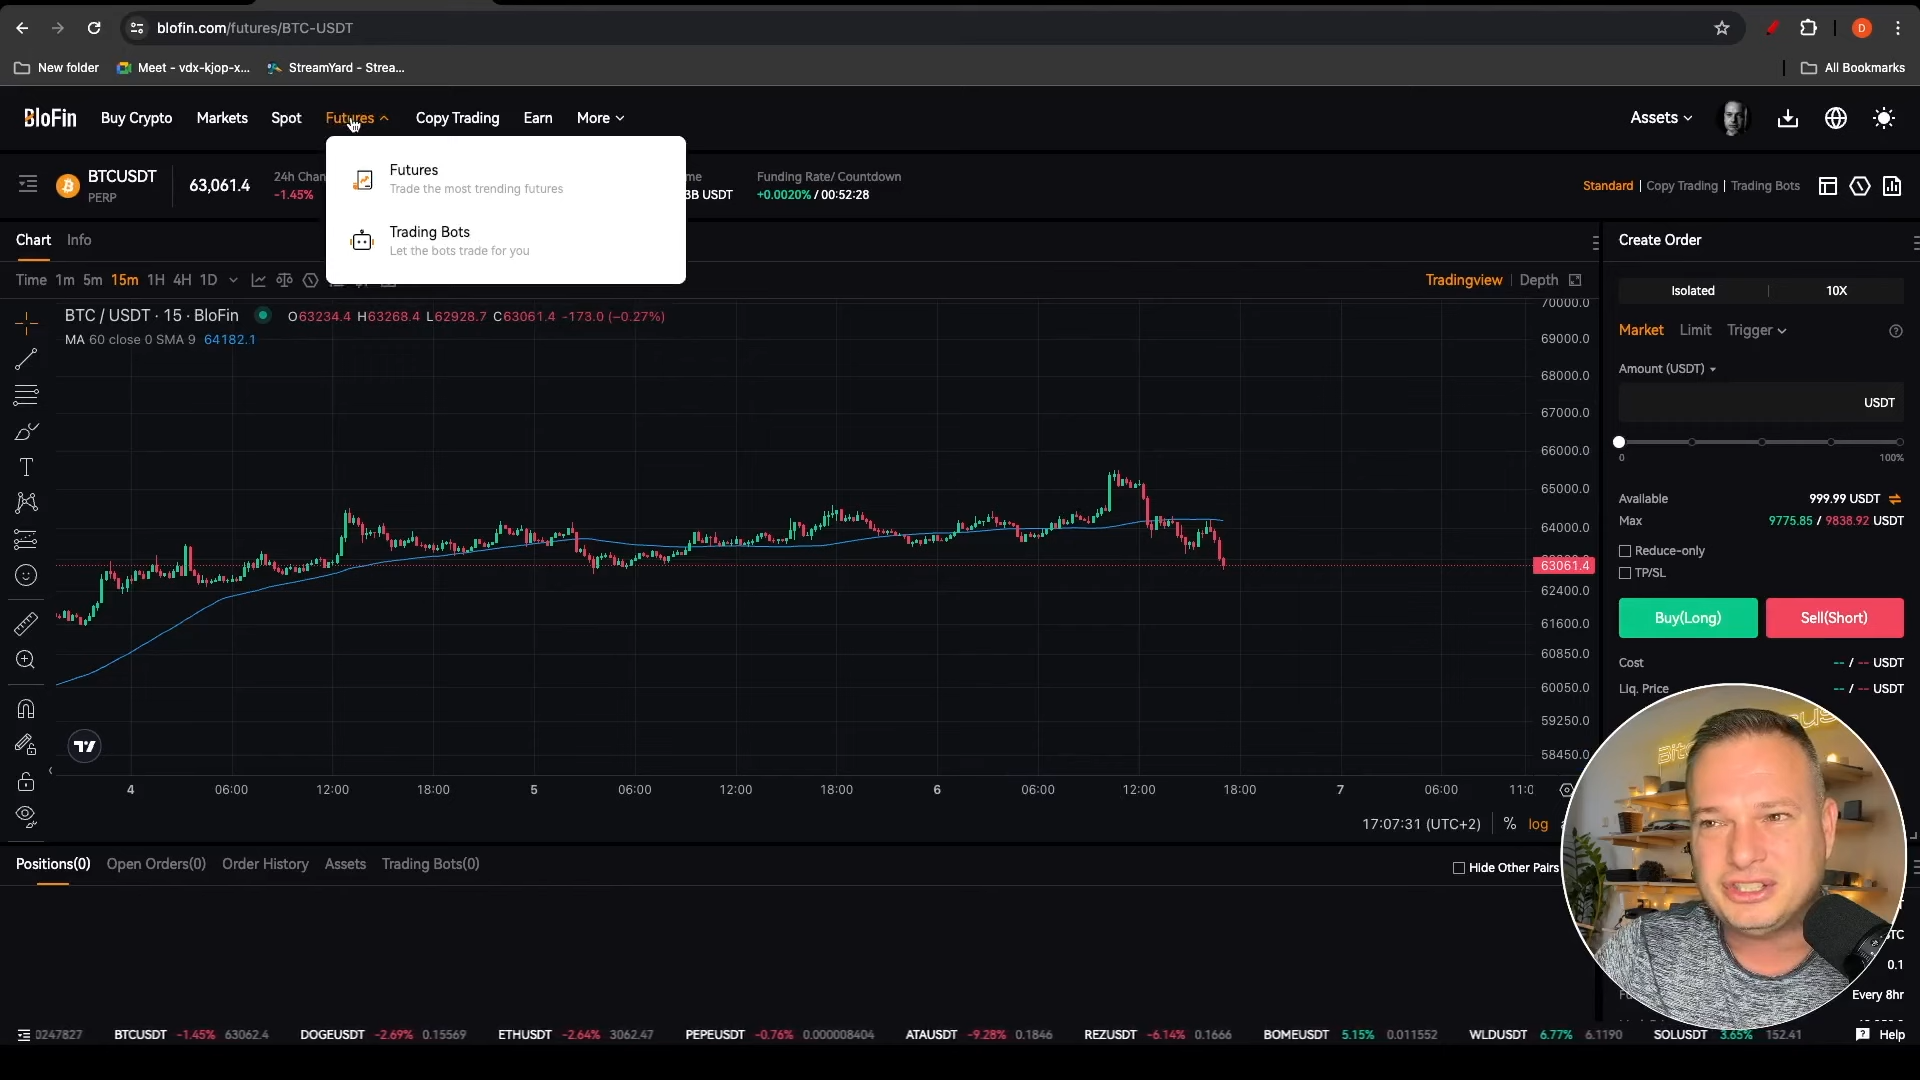 blofin.com/futures/BTC-USDT
D
New folder
Meet - vdx-kjop-x...
StreamYard - Strea...
All Bookmarks
BloFin
Buy Crypto
Markets
Spot
Futures
Copy Trading
Earn
More
Assets
Futures
Trade the most trending futures
Trading Bots
Let the bots trade for you
BTCUSDT
PERP
63,061.4
24h Chan
-1.45%
me
3B USDT
Funding Rate/ Countdown
+0.0020% / 00:52:28
Standard | Copy Trading | Trading Bots
Chart Info
Create Order
Time 1m 5m 15m 1H 4H 1D
Tradingview | Depth
Isolated 10X
BTC / USDT · 15 · BloFin
O63234.4 H63268.4 L62928.7 C63061.4 -173.0 (−0.27%)
MA 60 close 0 SMA 9 64182.1
Market Limit Trigger
Amount (USDT)
USDT
0 100%
Available 999.99 USDT
Max 9775.85 / 9838.92 USDT
Reduce-only
TP/SL
Buy(Long) Sell(Short)
Cost -- / -- USDT
Liq. Price -- / -- USDT
70000.0
69000.0
68000.0
67000.0
66000.0
65000.0
64000.0
63061.4
62400.0
61600.0
60850.0
60050.0
59250.0
58450.0
4 06:00 12:00 18:00 5 06:00 12:00 18:00 6 06:00 12:00 18:00 7 06:00 11:0
17:07:31 (UTC+2) % log
Positions(0) Open Orders(0) Order History Assets Trading Bots(0)
Hide Other Pairs
TC
0.1
Every 8hr
0247827
BTCUSDT -1.45% 63062.4
DOGEUSDT -2.69% 0.15569
ETHUSDT -2.64% 3062.47
PEPEUSDT -0.76% 0.000008404
ATAUSDT -9.28% 0.1846
REZUSDT -6.14% 0.1666
BOMEUSDT 5.15% 0.011552
WLDUSDT 6.77% 6.1190
SOLUSDT 3.65% 152.41
Help